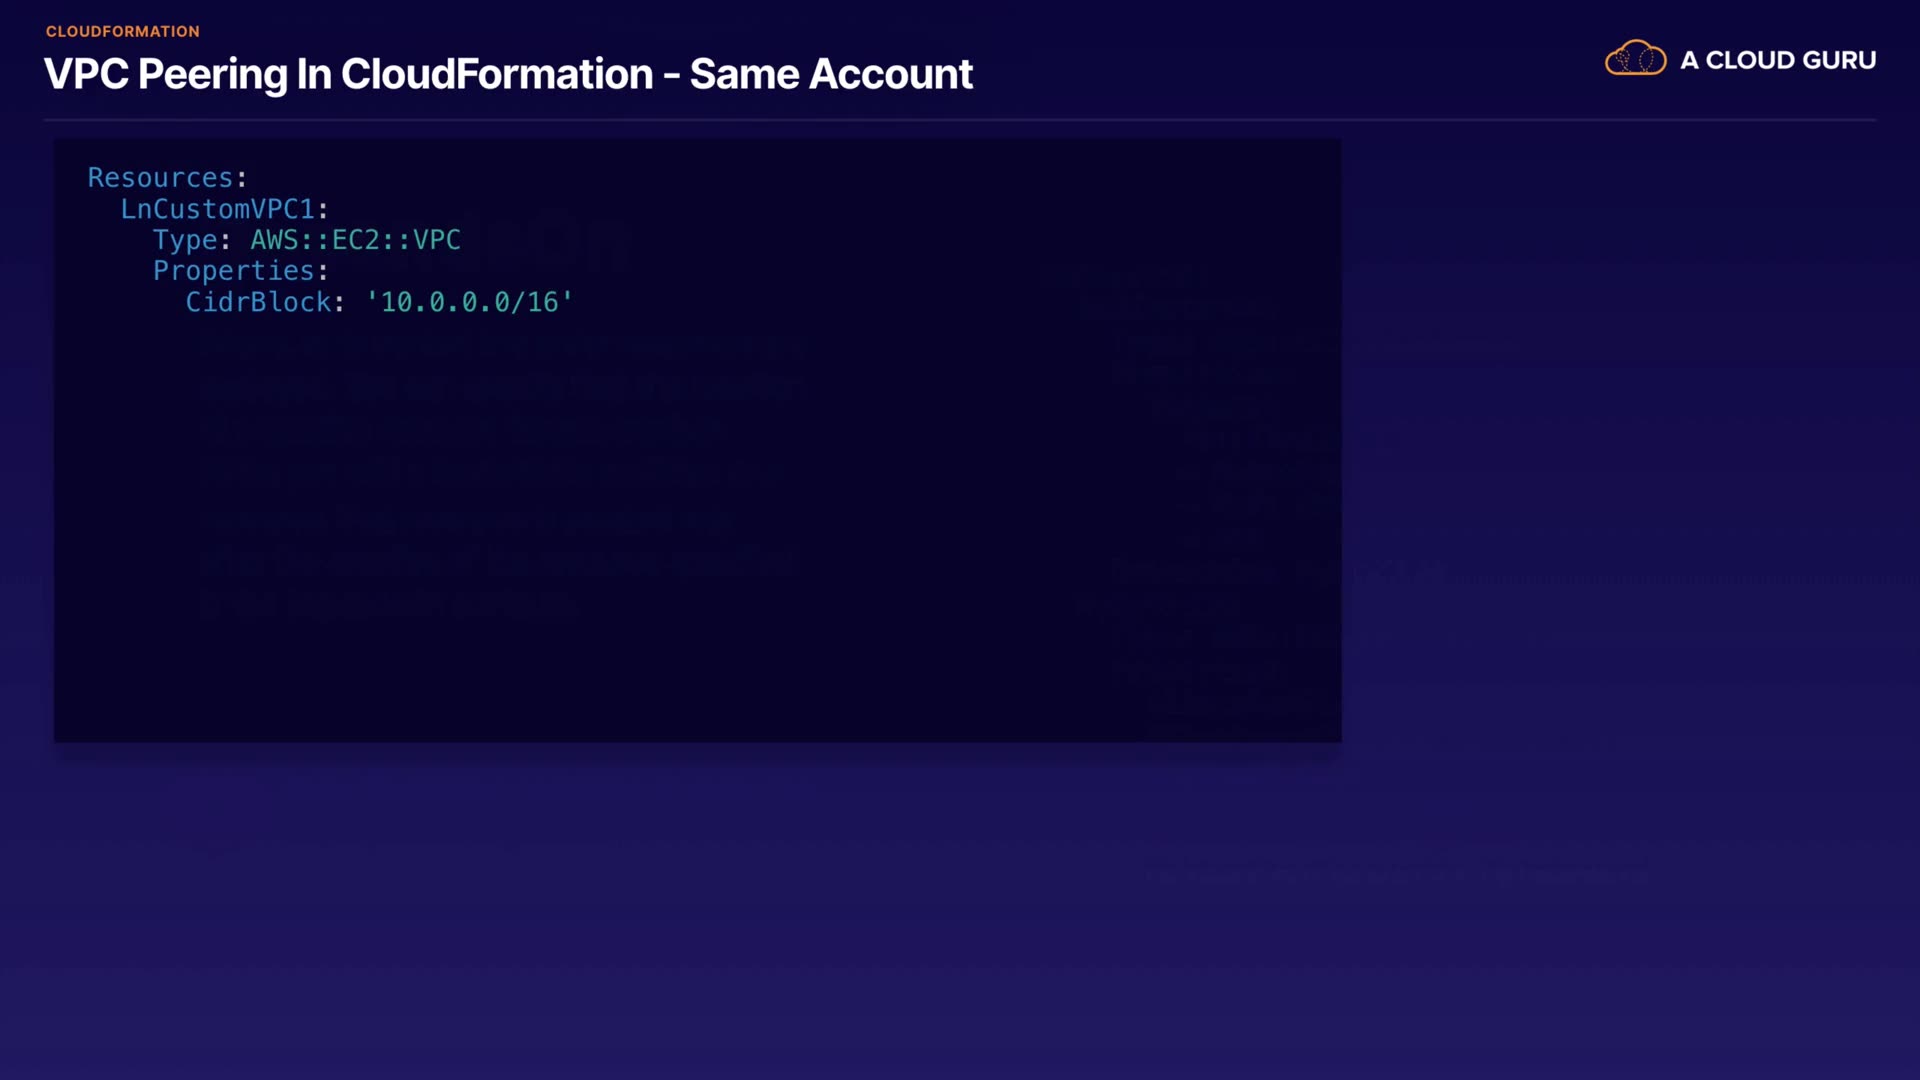 CLOUDFORMATION
VPC Peering In CloudFormation - Same Account
A CLOUD GURU
Resources:
  LnCustomVPC1:
    Type: AWS::EC2::VPC
    Properties:
      CidrBlock: '10.0.0.0/16'